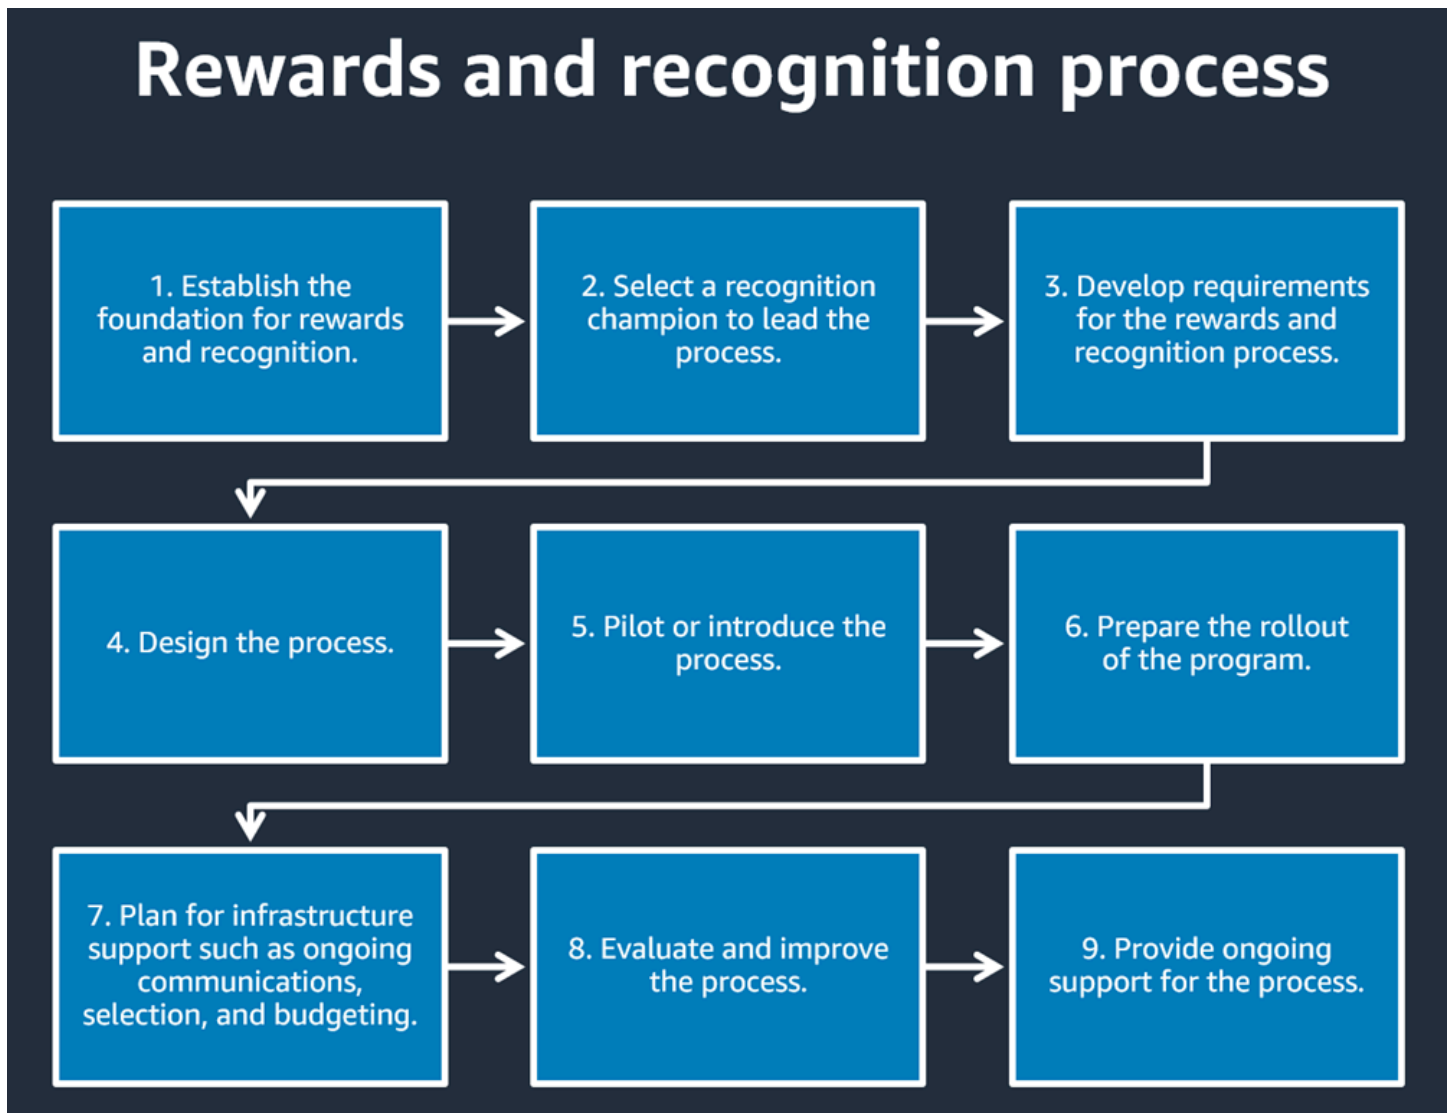 Rewards and recognition process
1. Establish the
foundation for rewards
and recognition.
2. Select a recognition
champion to lead the
process.
3. Develop requirements
for the rewards and
recognition process.
4. Design the process.
5. Pilot or introduce the
process.
6. Prepare the rollout
of the program.
7. Plan for infrastructure
support such as ongoing
communications,
selection, and budgeting.
8. Evaluate and improve
the process.
9. Provide ongoing
support for the process.